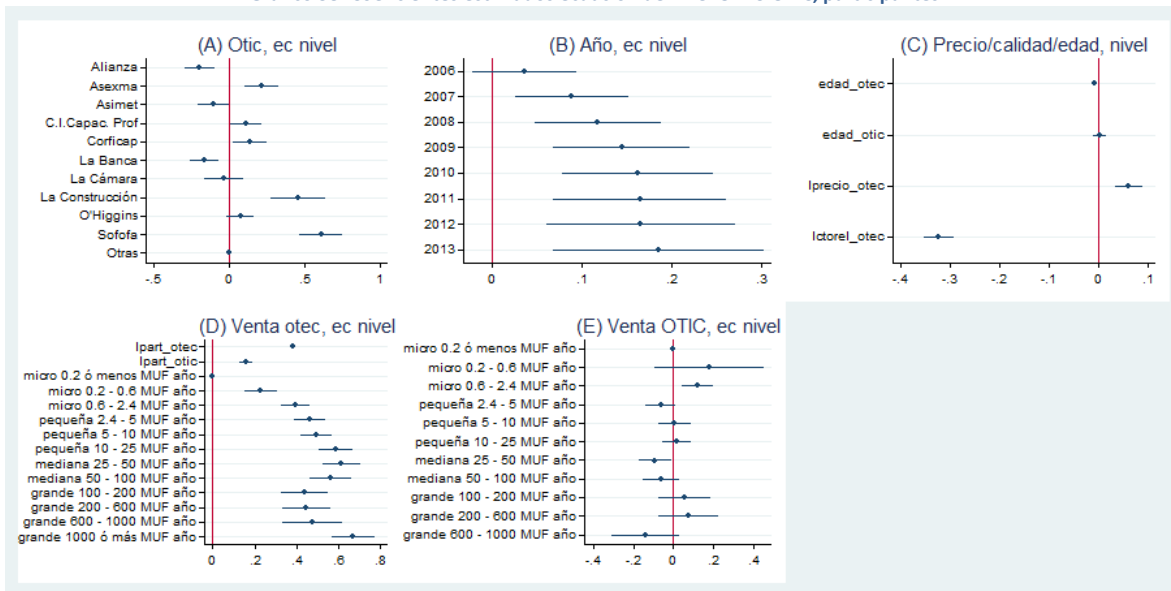 (A) Otic, ec nivel
Alianza
Asexma
Asimet
C.I.Capac. Prof
Corficap
La Banca
La Cámara
La Construcción
O'Higgins
Sofofa
Otras
-.5 0 .5 1
(B) Año, ec nivel
2006
2007
2008
2009
2010
2011
2012
2013
0 .1 .2 .3
(C) Precio/calidad/edad, nivel
edad_otec
edad_otic
lprecio_otec
lctorel_otec
-.4 -.3 -.2 -.1 0 .1
(D) Venta otec, ec nivel
lpart_otec
lpart_otic
micro 0.2 ó menos MUF año
micro 0.2 - 0.6 MUF año
micro 0.6 - 2.4 MUF año
pequeña 2.4 - 5 MUF año
pequeña 5 - 10 MUF año
pequeña 10 - 25 MUF año
mediana 25 - 50 MUF año
mediana 50 - 100 MUF año
grande 100 - 200 MUF año
grande 200 - 600 MUF año
grande 600 - 1000 MUF año
grande 1000 ó más MUF año
0 .2 .4 .6 .8
(E) Venta OTIC, ec nivel
micro 0.2 ó menos MUF año
micro 0.2 - 0.6 MUF año
micro 0.6 - 2.4 MUF año
pequeña 2.4 - 5 MUF año
pequeña 5 - 10 MUF año
pequeña 10 - 25 MUF año
mediana 25 - 50 MUF año
mediana 50 - 100 MUF año
grande 100 - 200 MUF año
grande 200 - 600 MUF año
grande 600 - 1000 MUF año
-.4 -.2 0 .2 .4